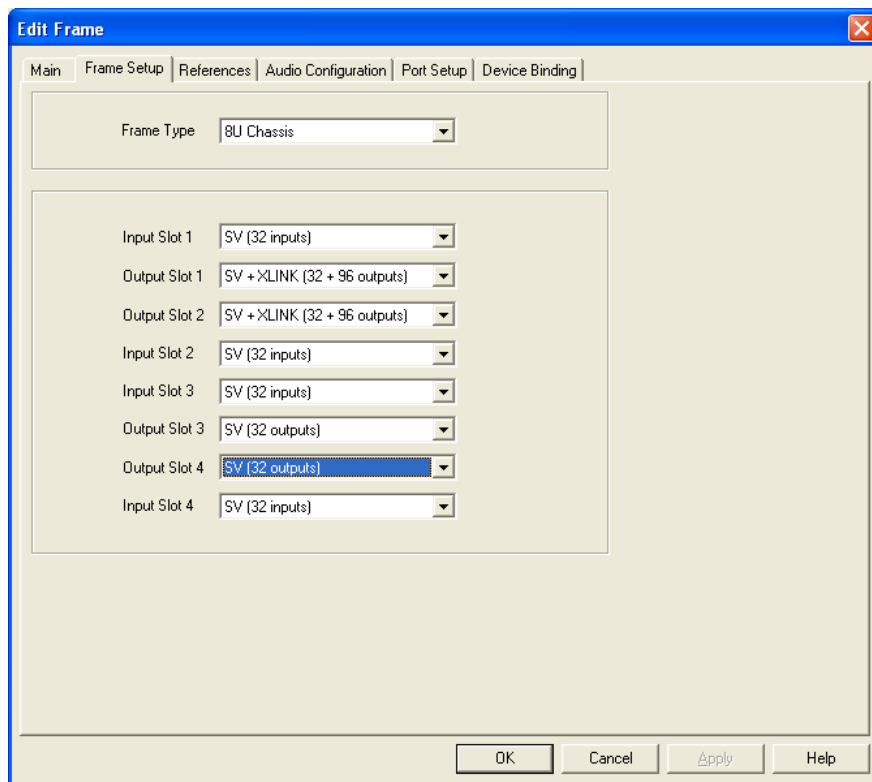 Edit Frame
Main Frame Setup References Audio Configuration Port Setup Device Binding
Frame Type 8U Chassis
Input Slot 1 SV (32 inputs)
Output Slot 1 SV + XLINK (32 + 96 outputs)
Output Slot 2 SV + XLINK (32 + 96 outputs)
Input Slot 2 SV (32 inputs)
Input Slot 3 SV (32 inputs)
Output Slot 3 SV (32 outputs)
Output Slot 4 SV (32 outputs)
Input Slot 4 SV (32 inputs)
OK Cancel Apply Help